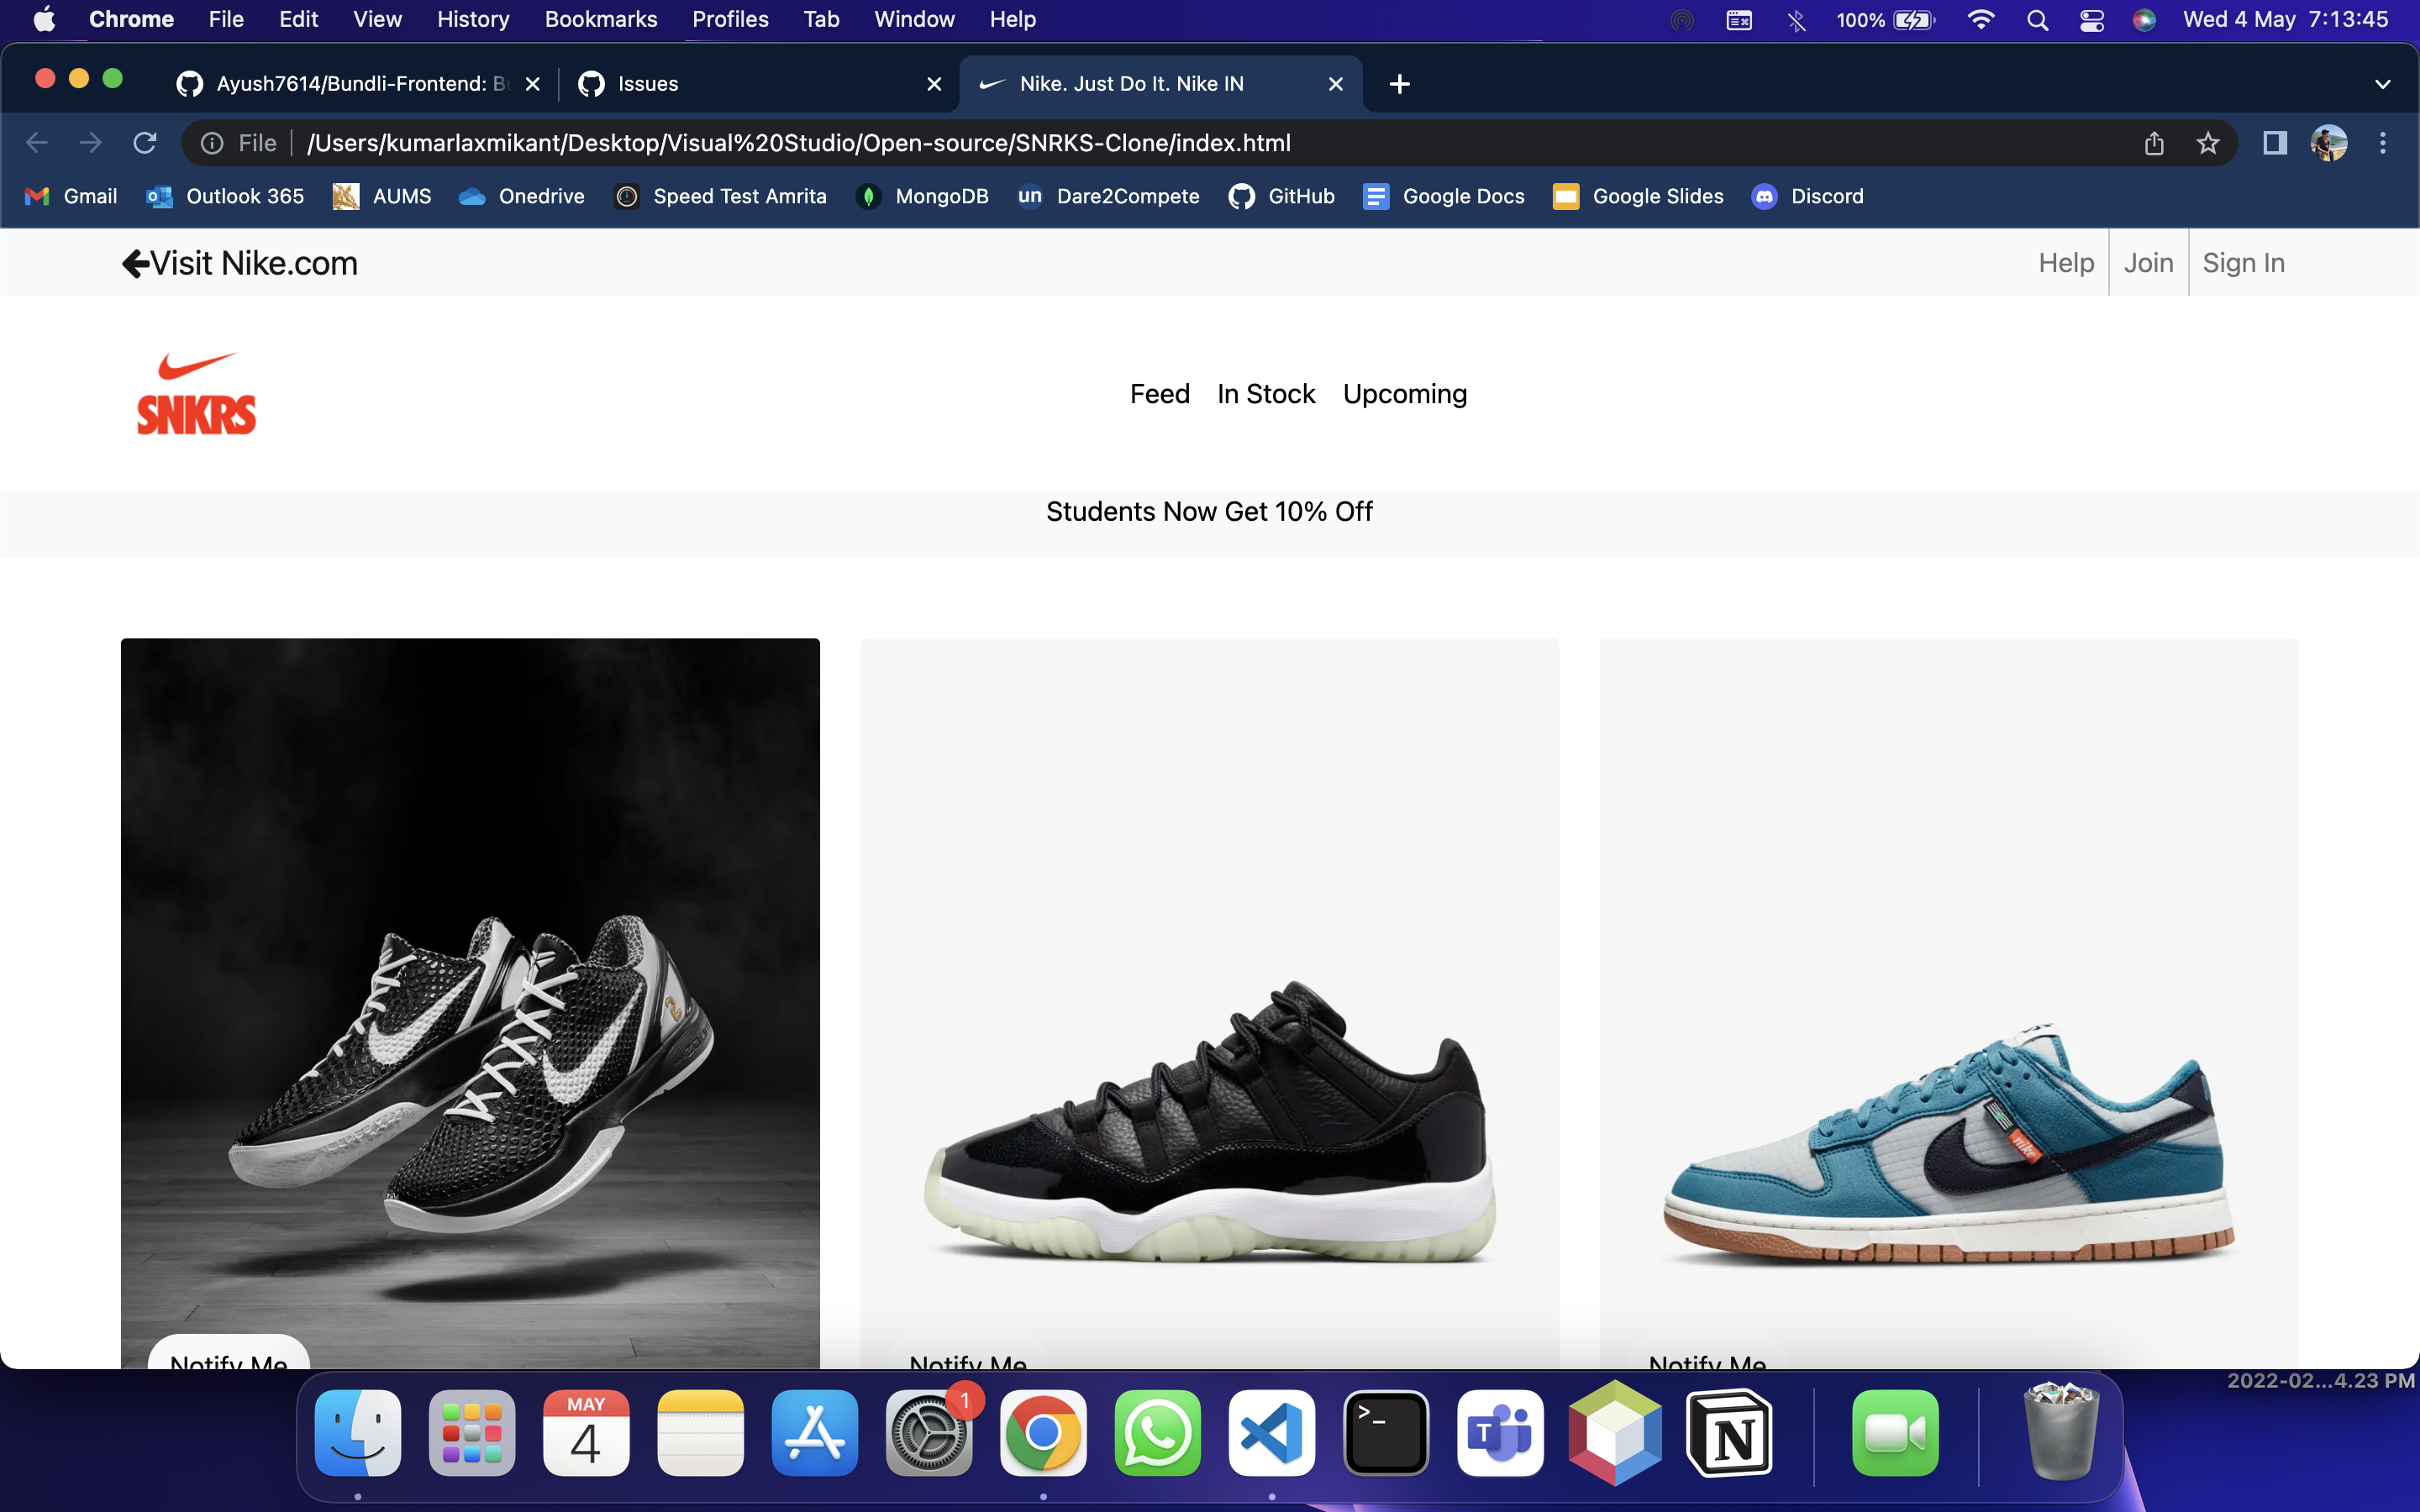 Chrome File Edit View History Bookmarks Profiles Tab Window Help 100% Wed 4 May 7:13:45
Ayush7614/Bundli-Frontend: B Issues Nike. Just Do It. Nike IN
File /Users/kumarlaxmikant/Desktop/Visual%20Studio/Open-source/SNRKS-Clone/index.html
Gmail Outlook 365 AUMS Onedrive Speed Test Amrita MongoDB un Dare2Compete GitHub Google Docs Google Slides Discord
Visit Nike.com Help Join Sign In
SNKRS
Feed In Stock Upcoming
Students Now Get 10% Off
2
nike
Notify Me Notify Me Notify Me
2022-02...4.23 PM
1
MAY
4
>_
T
N